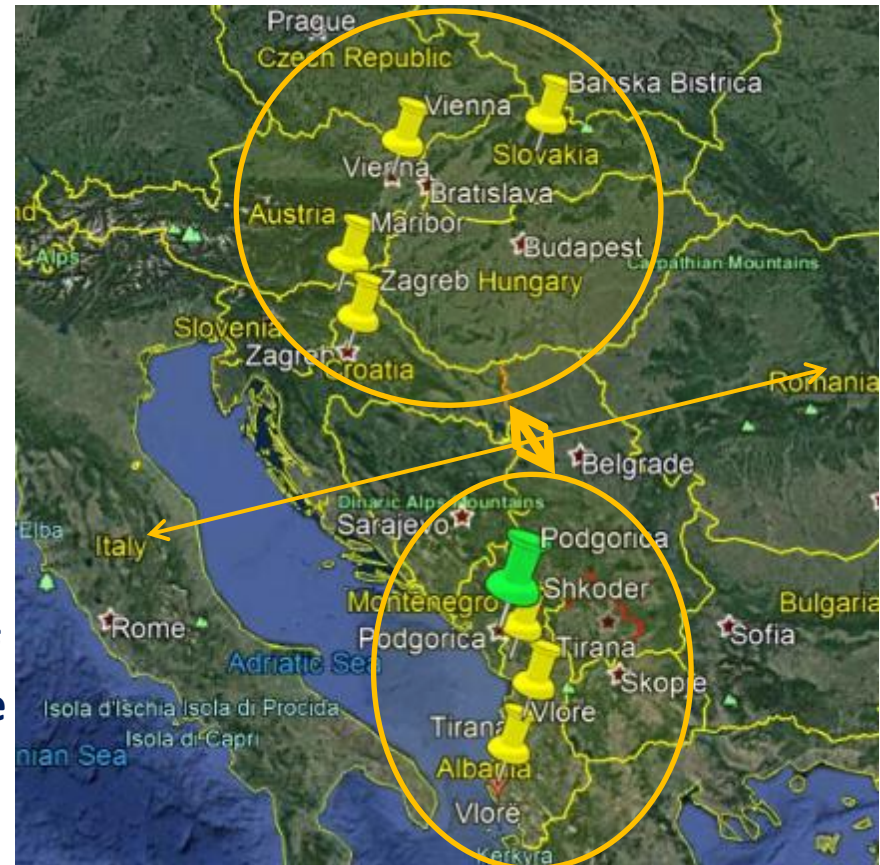 Prague
Czech Republic
Banska Bistrica
Vienna
Slovakia
Vienna
Bratislava
Austria
Maribor
Budapest
Alps
Carpathian Mountains
Zagreb
Hungary
Slovenia
Zagreb
Croatia
Romania
Belgrade
Dinaric Alps Mountains
Sarajevo
Elba
Italy
Podgorica
Shkoder
Montenegro
Bulgaria
Rome
Podgorica
Tirana
Sofia
Adriatic Sea
Skopje
Isola d'Ischia
Isola di Procida
Vlore
Tirana
Isola di Capri
e
nian Sea
Albania
Vlorë
Kerkyra